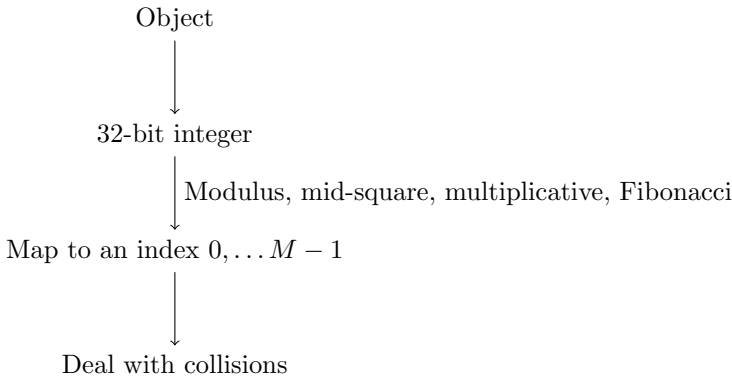 Object
32-bit integer
Modulus, mid-square, multiplicative, Fibonacci
Map to an index 0, . . . M − 1
Deal with collisions